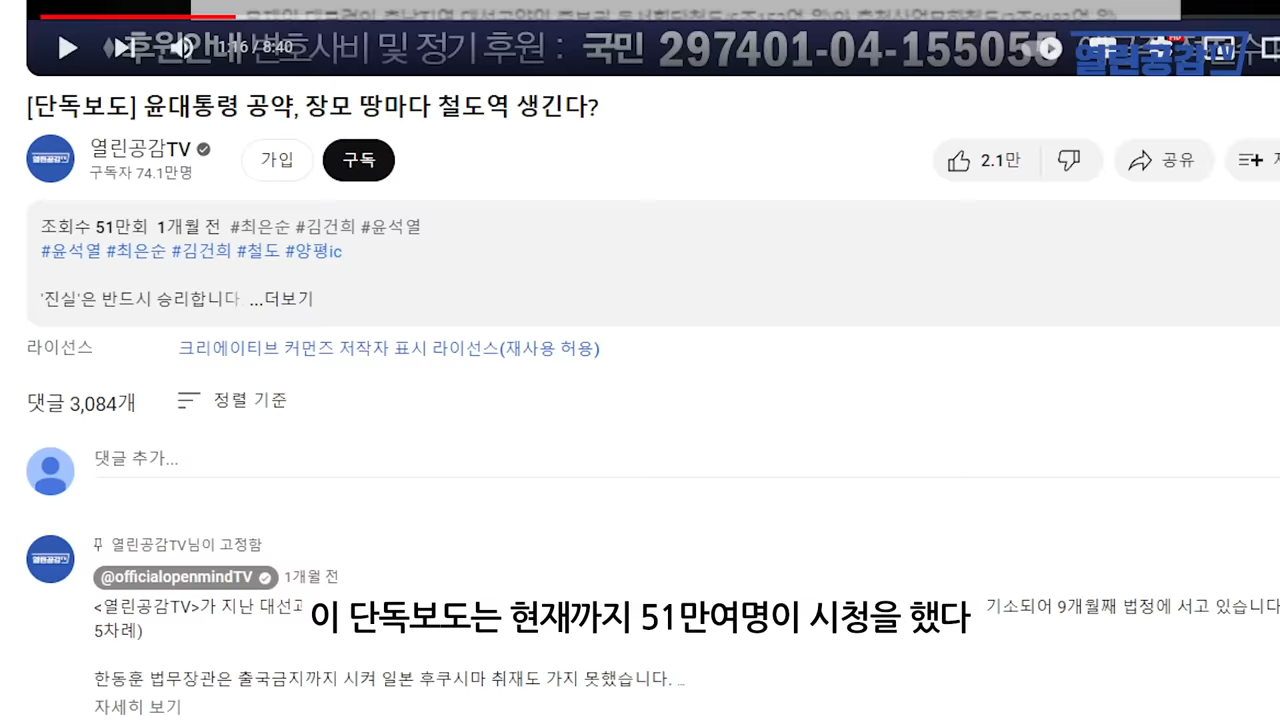 후원안내 변호사비 및 정기 후원 : 국민 297401-04-155055
1:16 / 8:40
열린공감TV
[단독보도] 윤대통령 공약, 장모 땅마다 철도역 생긴다?
열린공감TV
구독자 74.1만명
가입
구독
2.1만
공유
조회수 51만회 1개월 전 #최은순 #김건희 #윤석열
#윤석열 #최은순 #김건희 #철도 #양평ic
'진실'은 반드시 승리합니다 ...더보기
라이선스
크리에이티브 커먼즈 저작자 표시 라이선스(재사용 허용)
댓글 3,084개
정렬 기준
댓글 추가...
열린공감TV
열린공감TV님이 고정함
@officialopenmindTV 1개월 전
<열린공감TV>가 지난 대선고
기소되어 9개월째 법정에 서고 있습니다
이 단독보도는 현재까지 51만여명이 시청을 했다
5차례)
한동훈 법무장관은 출국금지까지 시켜 일본 후쿠시마 취재도 가지 못했습니다. ...
자세히 보기